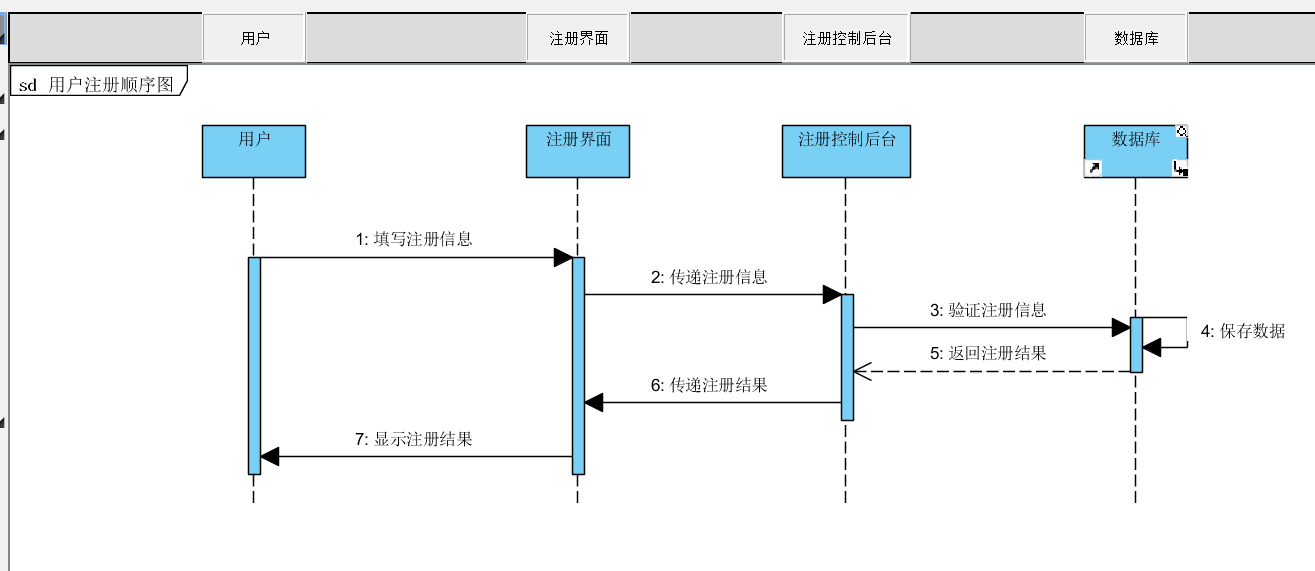 用户 注册界面 注册控制后台 数据库
sd 用户注册顺序图
用户 注册界面 注册控制后台 数据库
1: 填写注册信息
2: 传递注册信息
3: 验证注册信息
4: 保存数据
5: 返回注册结果
6: 传递注册结果
7: 显示注册结果